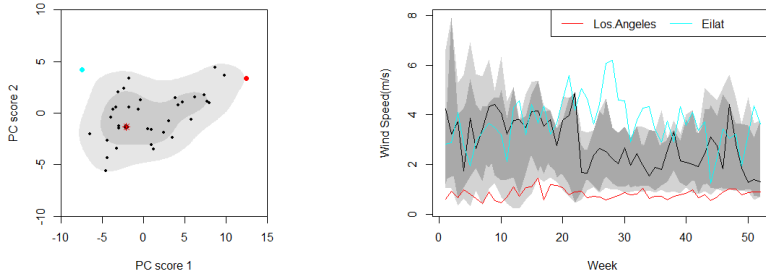 10
5
0
-5
-10
PC score 2
-10 -5 0 5 10 15
PC score 1
8
6
4
2
0
Wind Speed(m/s)
Los.Angeles Eilat
0 10 20 30 40 50
Week